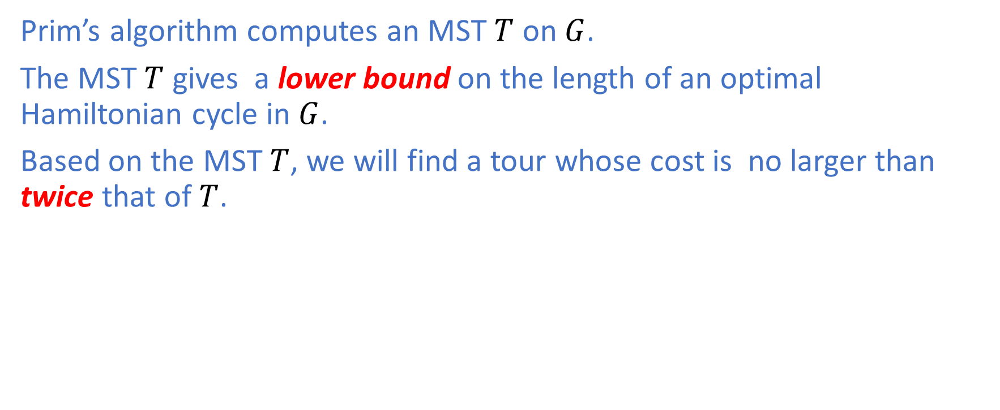 Prim’s algorithm computes an MST T on G.
The MST T gives a lower bound on the length of an optimal
Hamiltonian cycle in G.
Based on the MST T, we will find a tour whose cost is no larger than
twice that of T.